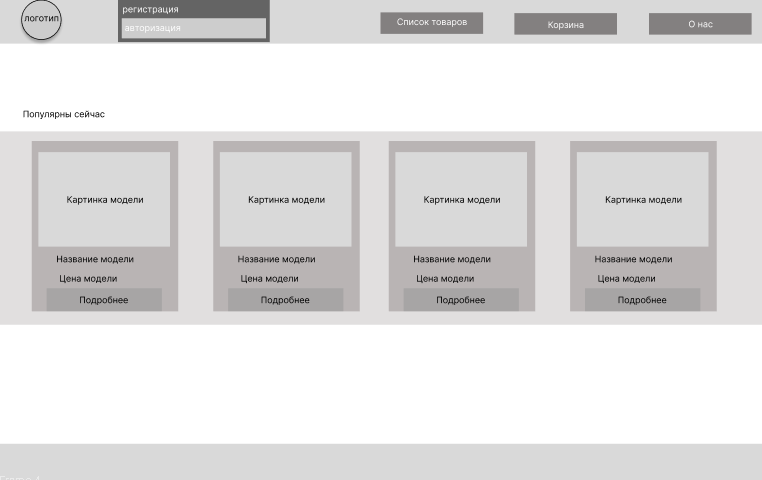 логотип
регистрация
авторизация
Список товаров
Корзина
О нас
Популярны сейчас
Картинка модели
Картинка модели
Картинка модели
Картинка модели
Название модели
Название модели
Название модели
Название модели
Цена модели
Цена модели
Цена модели
Цена модели
Подробнее
Подробнее
Подробнее
Подробнее